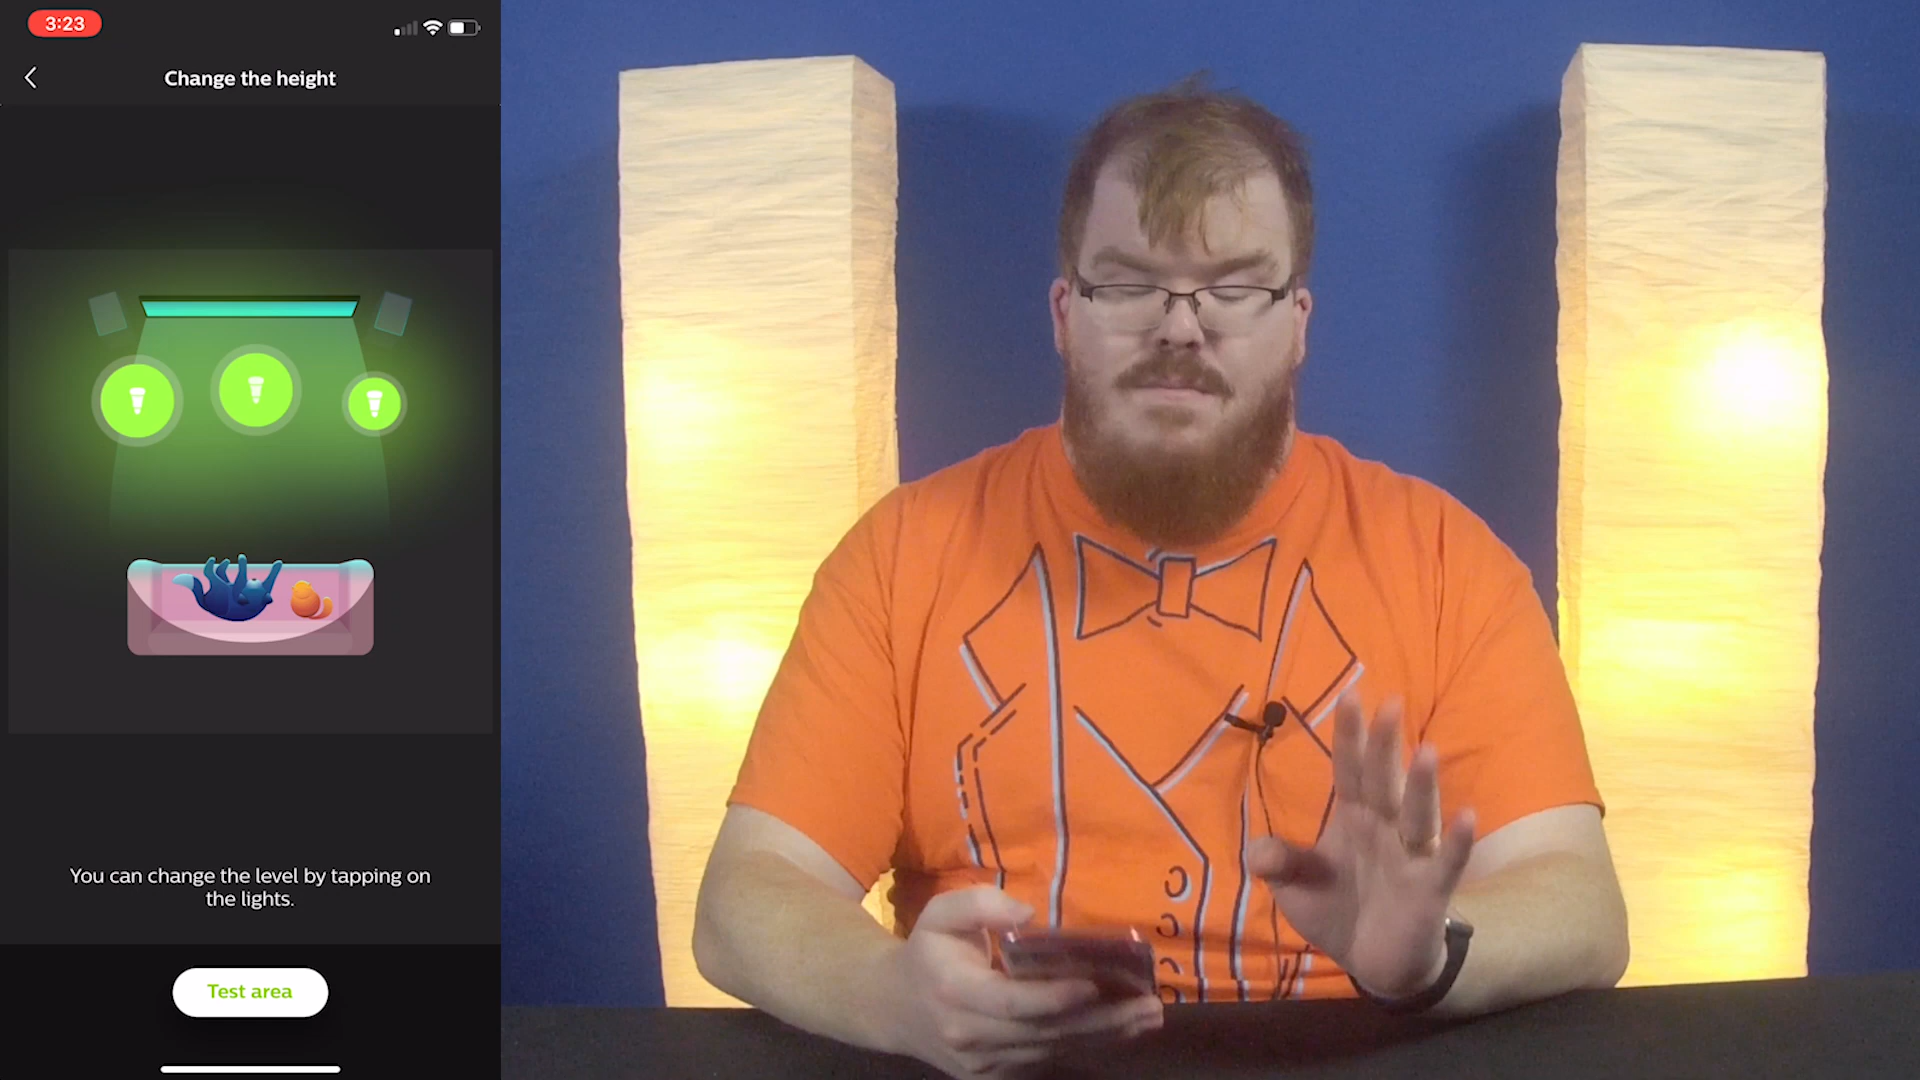 3:23
Change the height
You can change the level by tapping on
the lights.
Test area